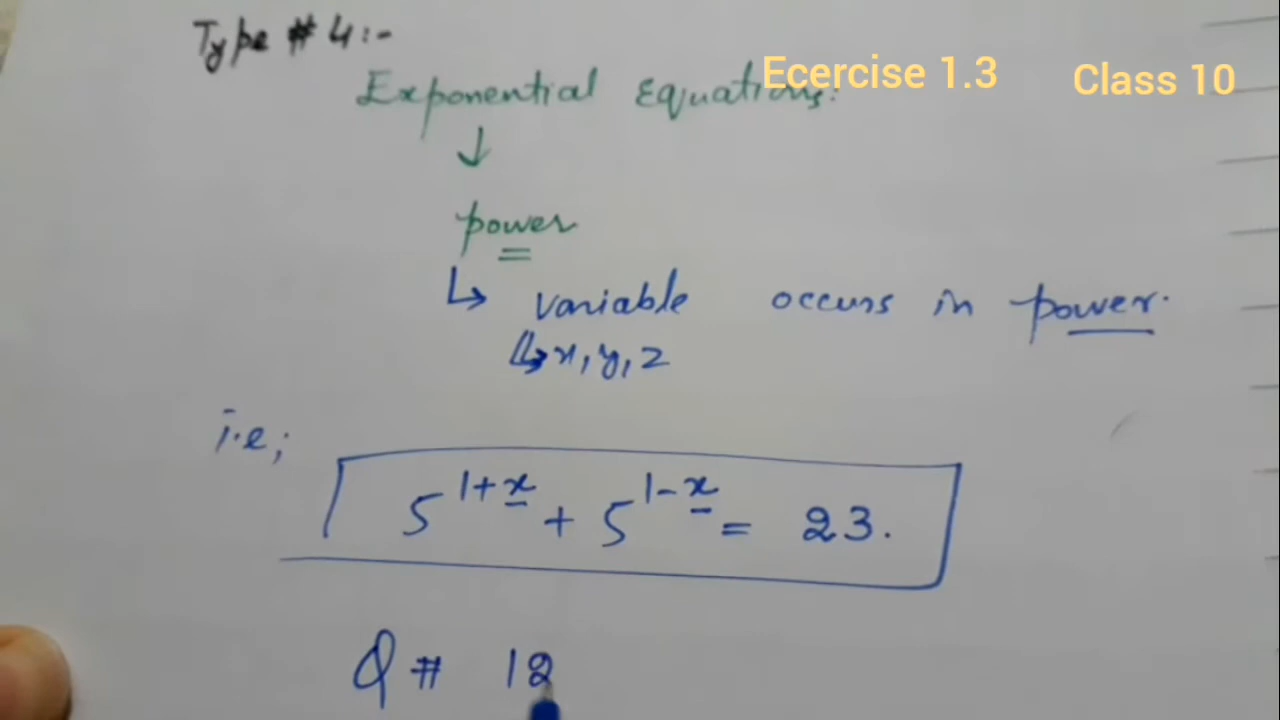 Type # 4:-
Ecercise 1.3 Class 10
Exponential Equations:
↓
power
↳ variable occurs in power.
↳ x, y, z
i.e;
5^{1+x} + 5^{1-x} = 23.
Q # 12